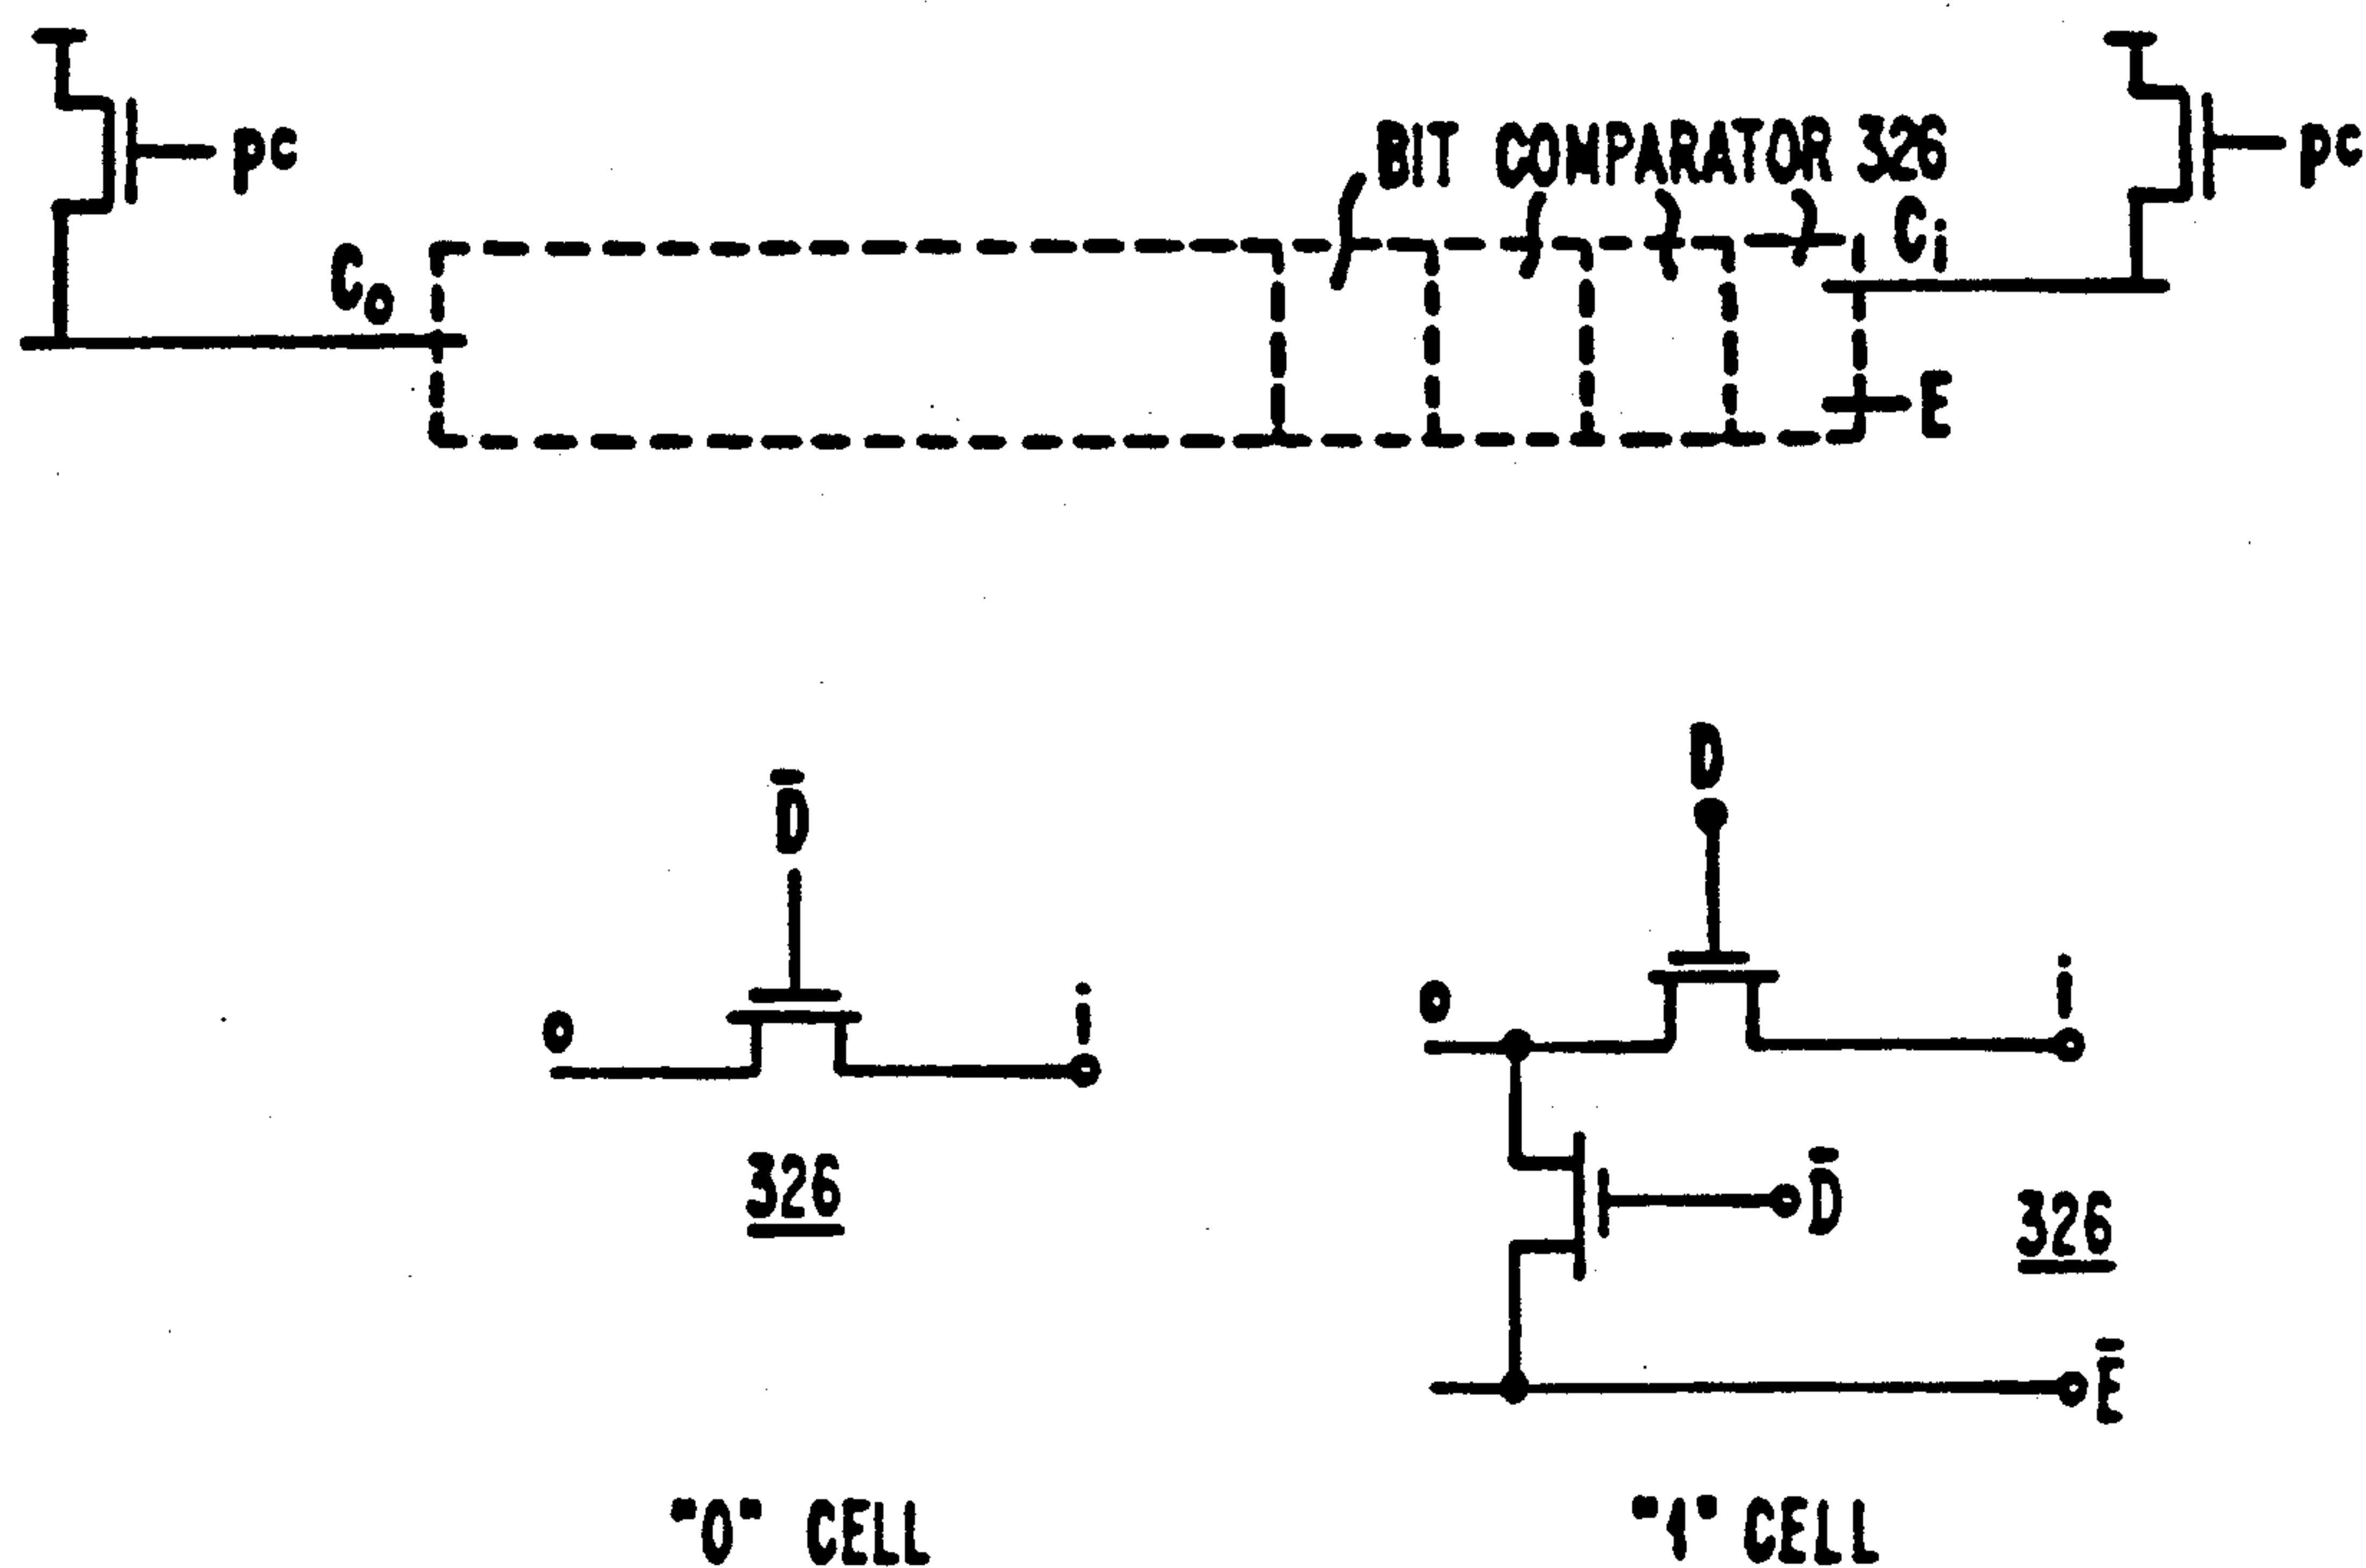 pc
BIT COMPARATOR 326
pc
Co
Ci
E
D̄
D
o
i
o
i
326
D̄
326
Ē
"0" CELL
"1" CELL